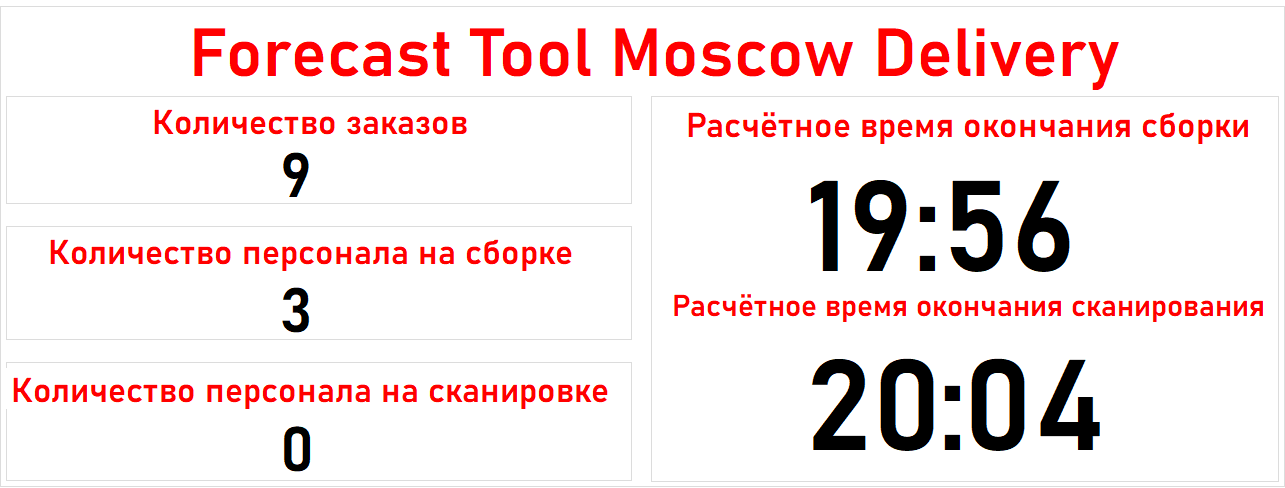 Forecast Tool Moscow Delivery
Количество заказов
9
Количество персонала на сборке
3
Количество персонала на сканировке
0
Расчётное время окончания сборки
19:56
Расчётное время окончания сканирования
20:04